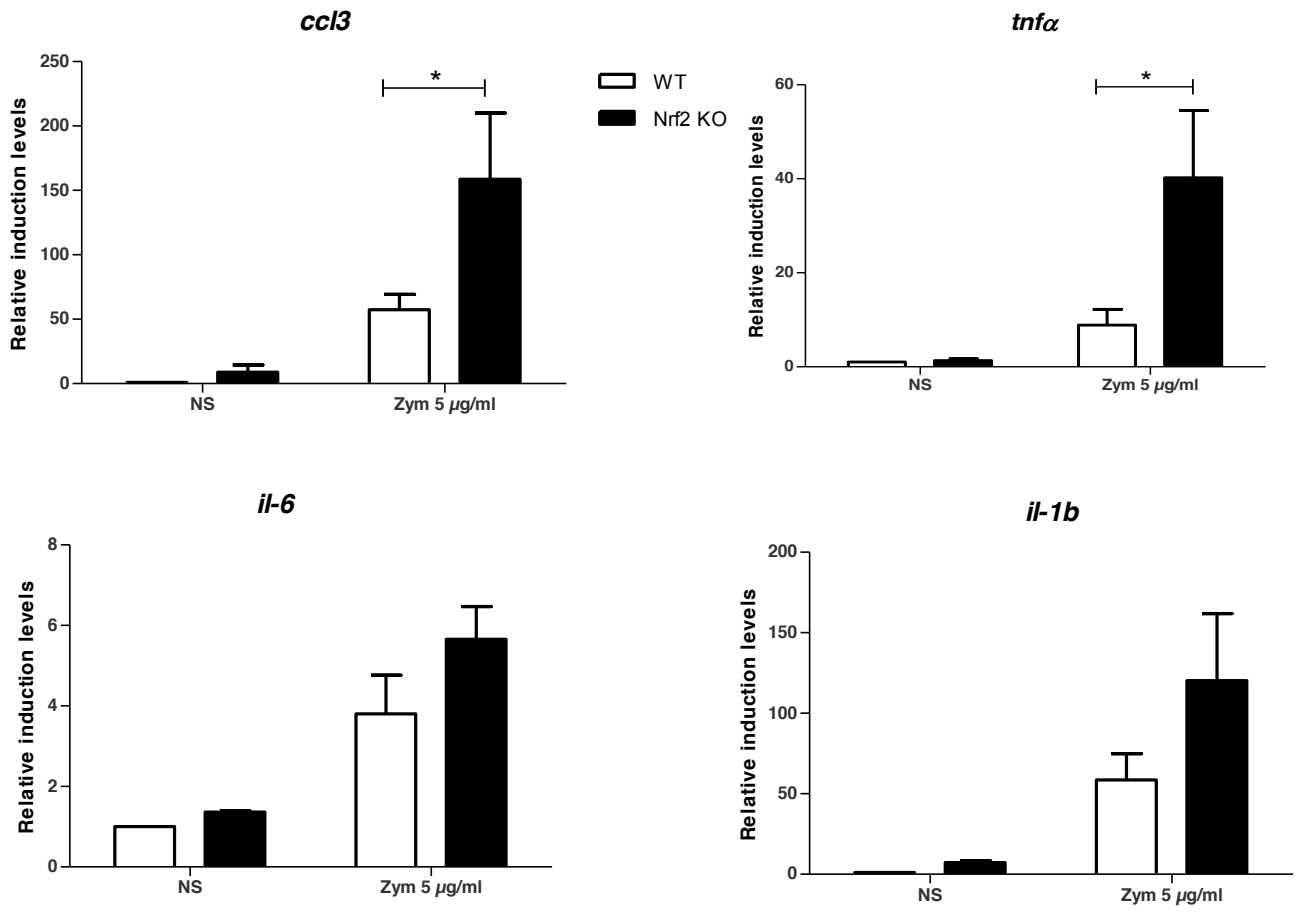 ccl3
Relative induction levels
250
200
150
100
50
0
*
NS
Zym 5 µg/ml
WT
Nrf2 KO
tnfα
Relative induction levels
60
40
20
0
*
NS
Zym 5 µg/ml
il-6
Relative induction levels
8
6
4
2
0
NS
Zym 5 µg/ml
il-1b
Relative induction levels
200
150
100
50
0
NS
Zym 5 µg/ml